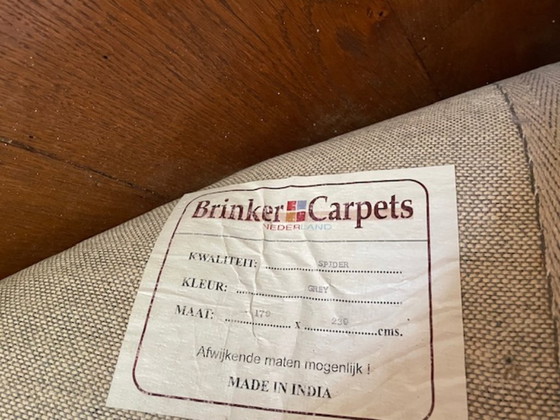 Brinker Carpets
NEDERLAND
KWALITEIT: SPIDER
KLEUR: GREY
MAAT: 170 x 230 cms.
Afwijkende maten mogenlijk !
MADE IN INDIA